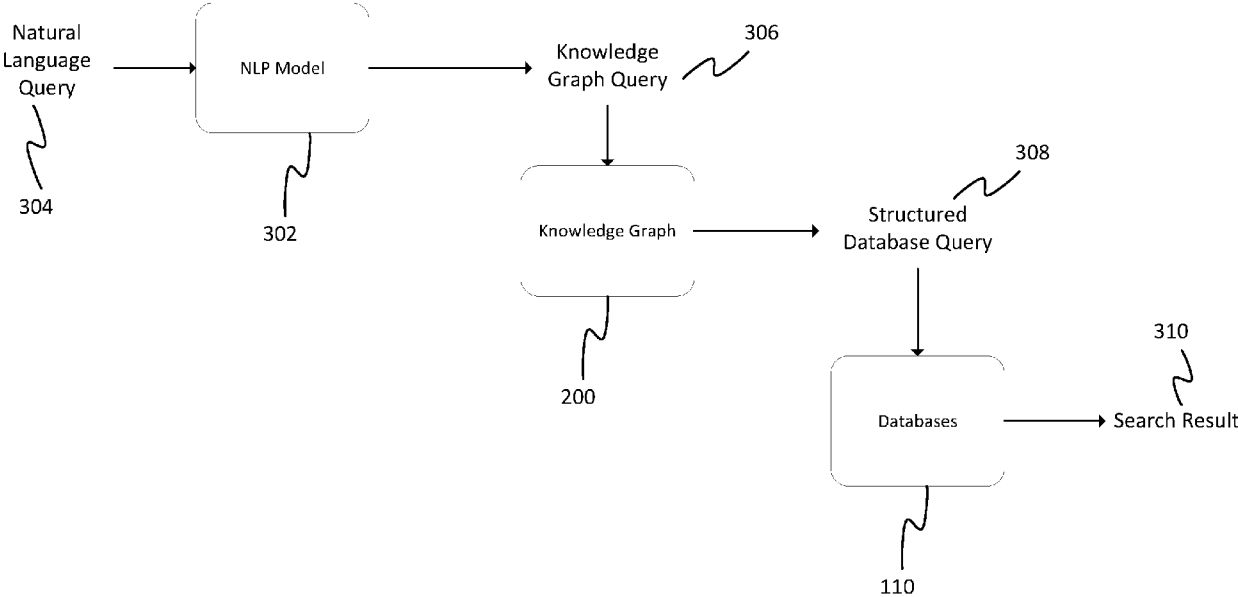 Natural
Language
Query
304
NLP Model
302
Knowledge
Graph Query
306
Knowledge Graph
200
Structured
Database Query
308
Databases
110
Search Result
310